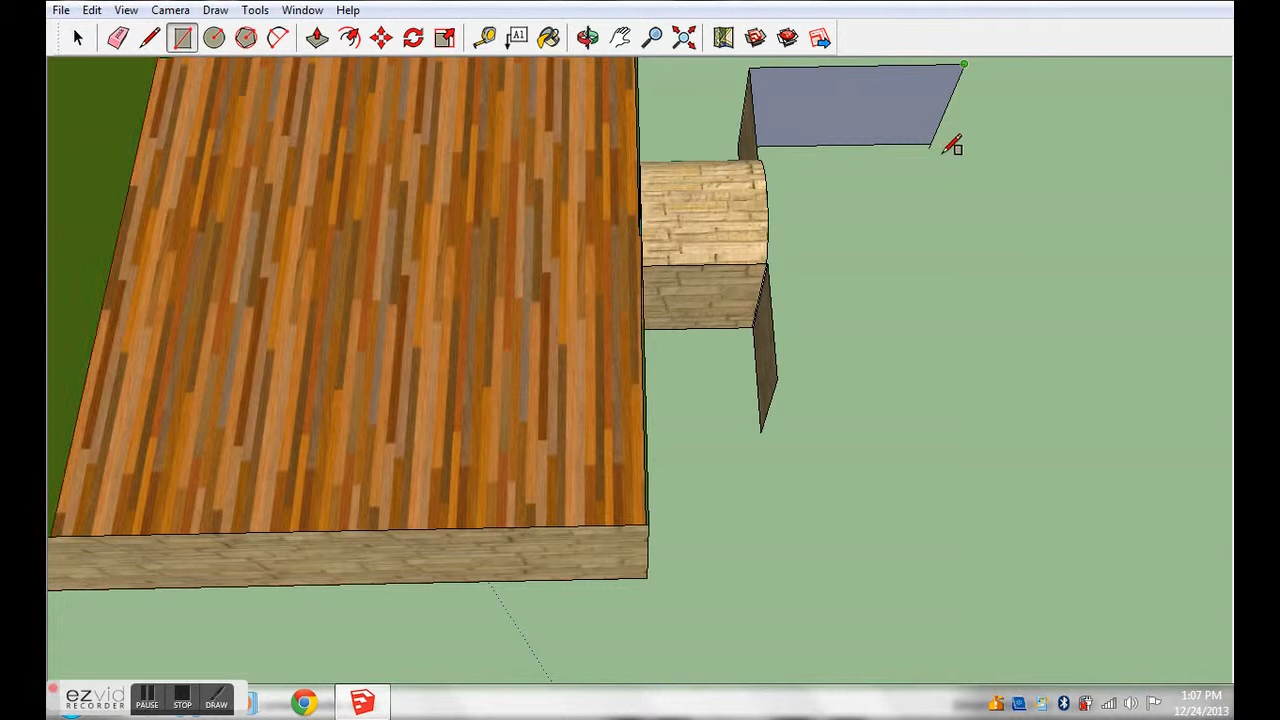 File Edit View Camera Draw Tools Window Help
A1
ezvid
RECORDER
PAUSE STOP DRAW
1:07 PM
12/24/2013